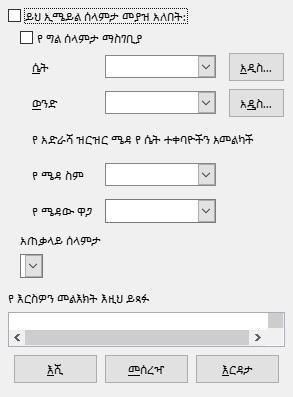 ይህ ኢሜይል ሰላምታ መያዝ አለበት:
የ ግል ሰላምታ ማስገቢያ
ሴት
አዲስ...
ወንድ
አዲስ...
የ አድራሻ ዝርዝር ሜዳ የ ሴት ተቀባዮችን አመልካች
የ ሜዳ ስም
የ ሜዳው ዋጋ
አጠቃላይ ሰላምታ
የ እርስዎን መልእክት እዚህ ይጻፉ
እሺ
መሰረዣ
እርዳታ